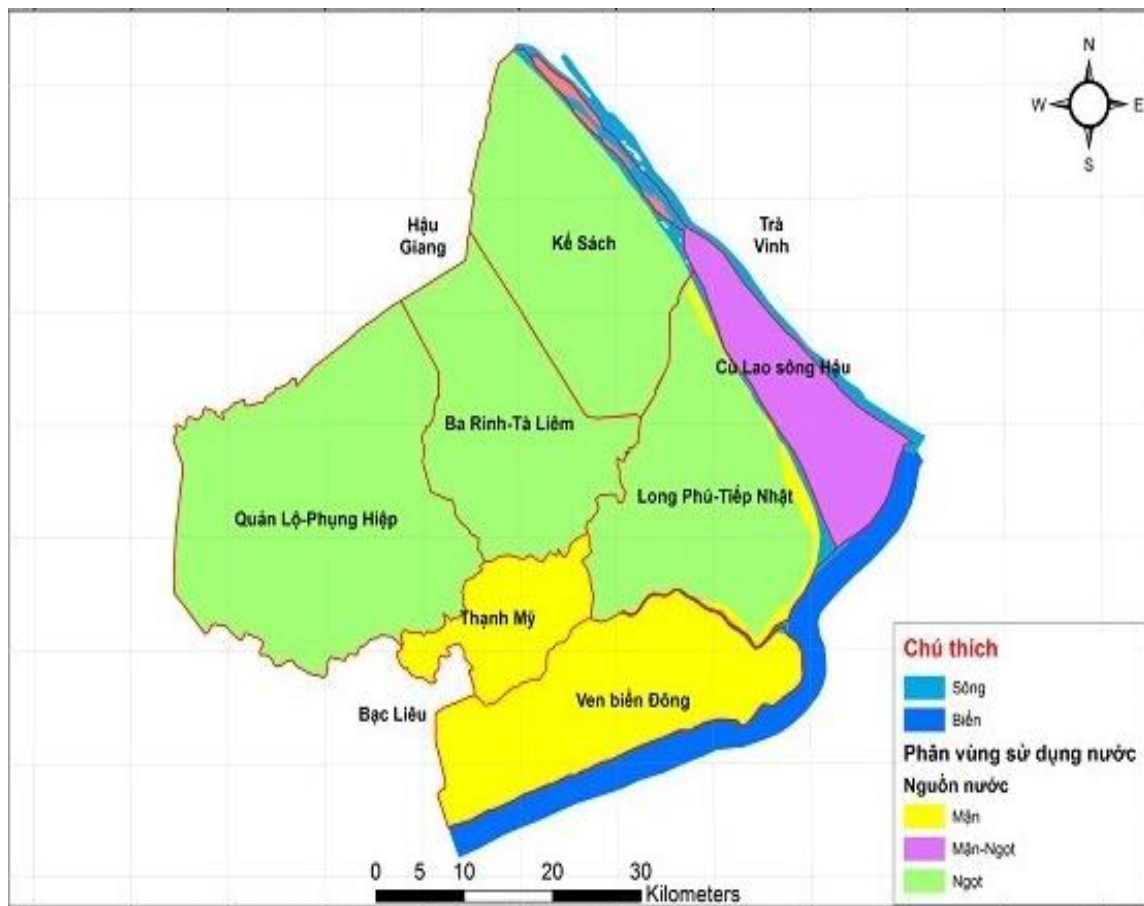 N
W E
S
Hậu
Giang
Trà
Vinh
Kế Sách
Cù Lao sông Hậu
Ba Rinh-Tà Liêm
Long Phú-Tiếp Nhật
Quản Lộ-Phụng Hiệp
Thạnh Mỹ
Ven biển Đông
Bạc Liêu
Chú thích
Sông
Biển
Phân vùng sử dụng nước
Nguồn nước
Mặn
Mặn-Ngọt
Ngọt
0 5 10 20 30
Kilometers